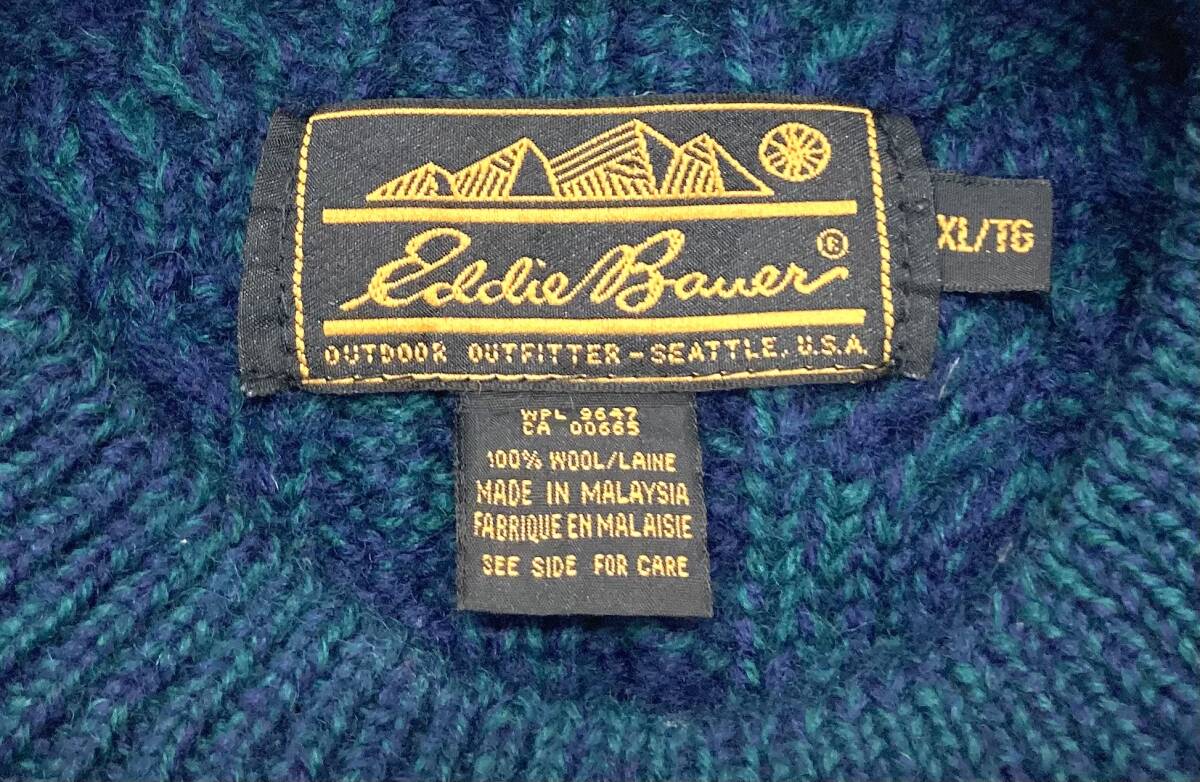 Eddie Bauer ®
OUTDOOR OUTFITTER - SEATTLE, U.S.A.
XL/TG
WPL 9647
CA 00665
100% WOOL/LAINE
MADE IN MALAYSIA
FABRIQUE EN MALAISIE
SEE SIDE FOR CARE